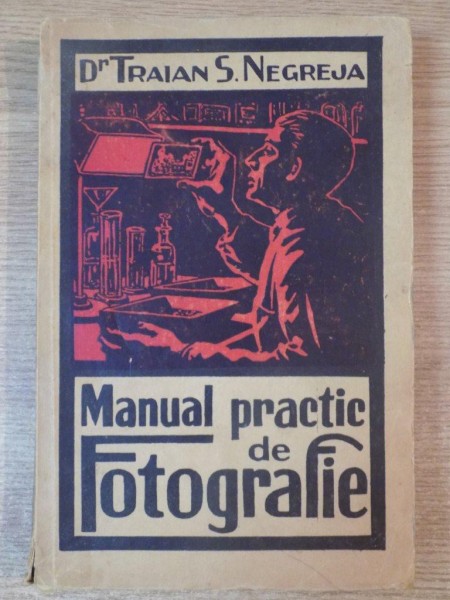 Dr TRAIAN S. NEGREJA
Manual practic
de
Fotografie